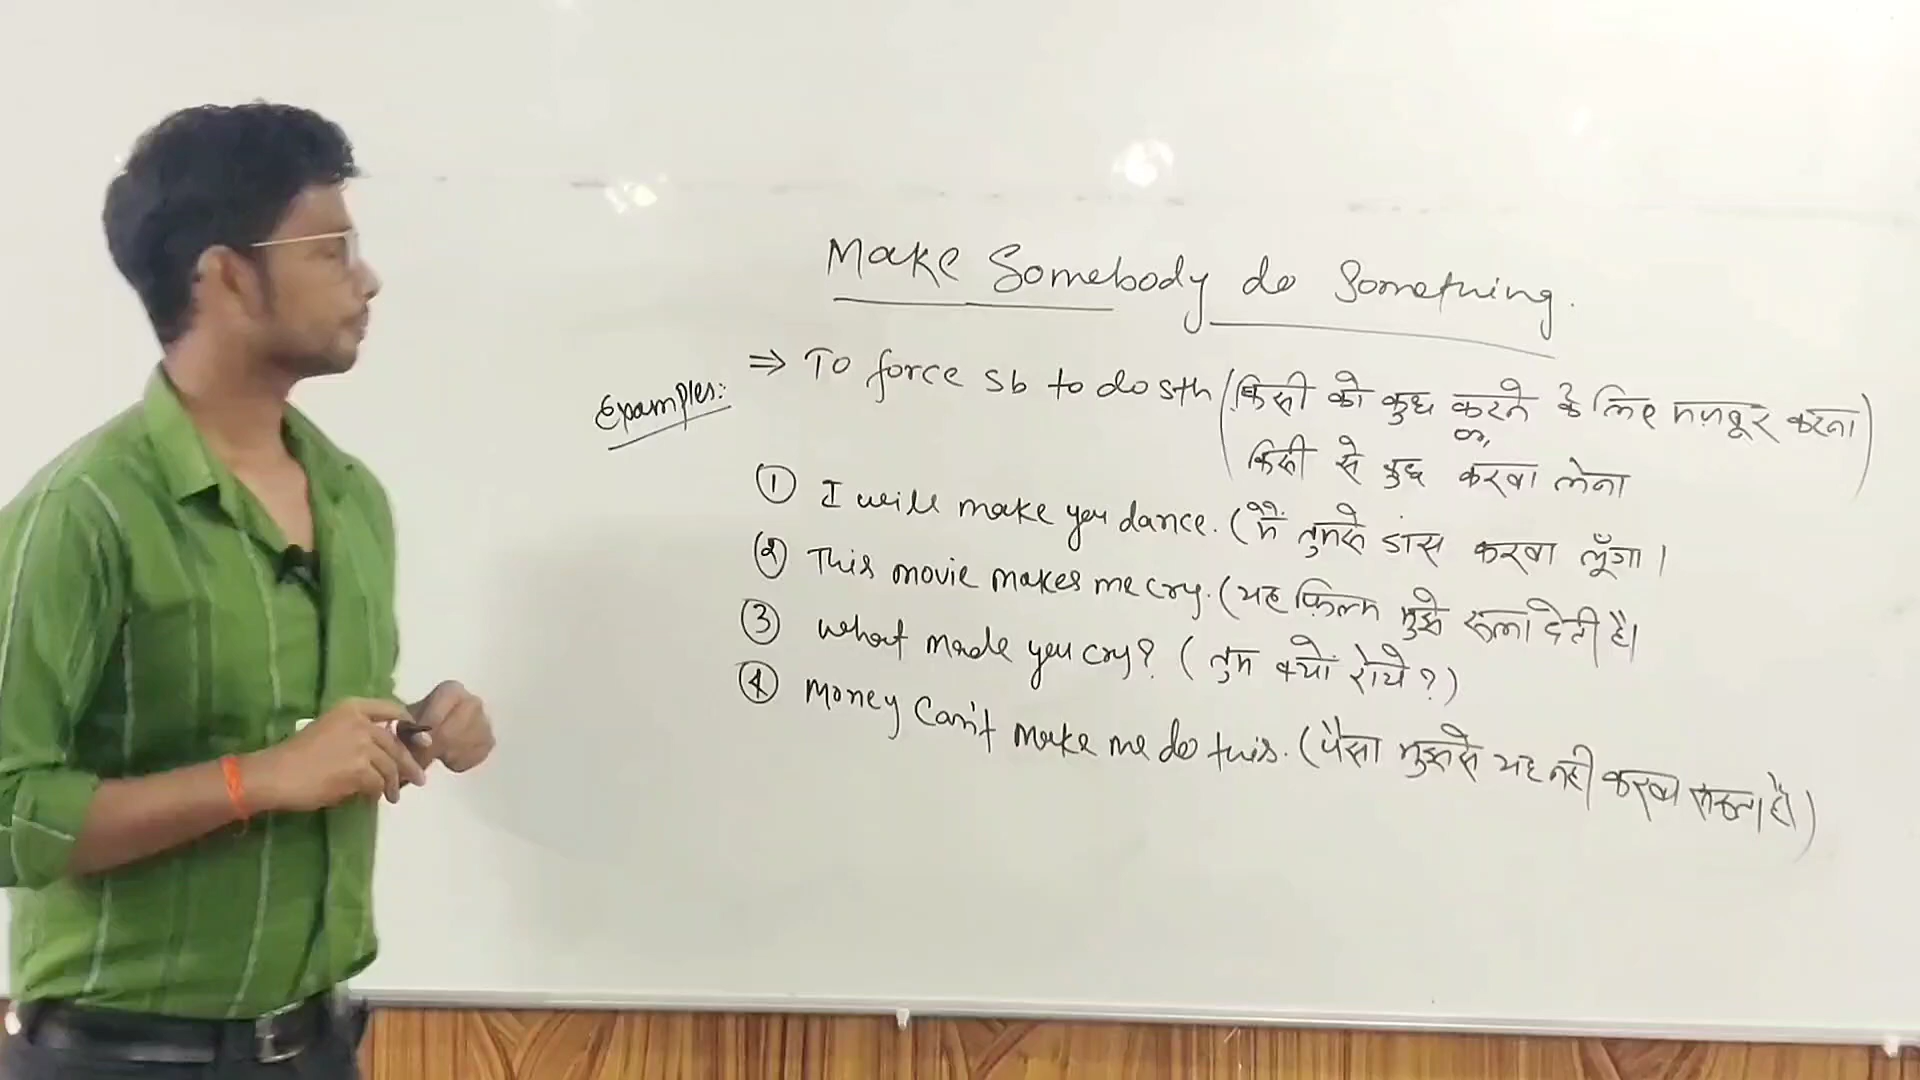 Make Somebody do Something.
Examples:
⇒ To force sb to do sth (किसी को कुछ करने के लिए मज़बूर करना
or,
किसी से कुछ करवा लेना)
① I will make you dance. (मैं तुमसे डांस करवा लूँगा।
② This movie makes me cry. (यह फ़िल्म मुझे रूला देती है।
③ What made you cry? (तुम क्यों रोये?)
④ Money can't make me do this. (पैसा मुझसे यह नही करवा सकता है)